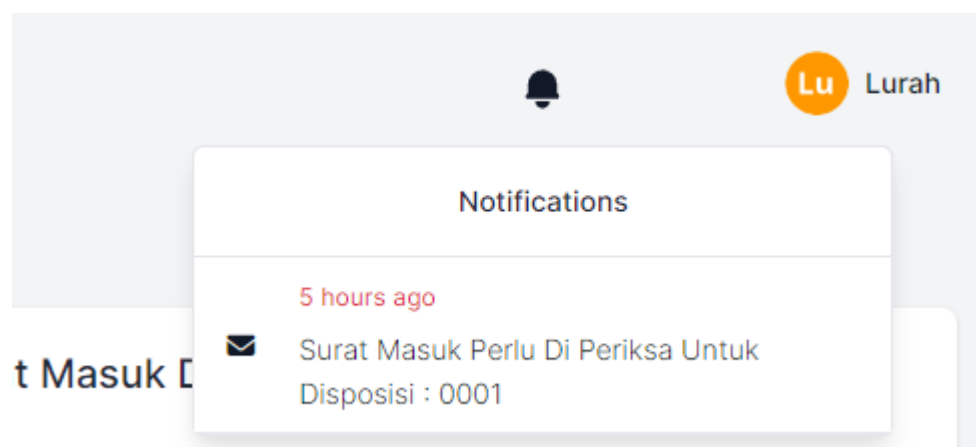 Lu Lurah
Notifications
5 hours ago
t Masuk D
Surat Masuk Perlu Di Periksa Untuk
Disposisi : 0001